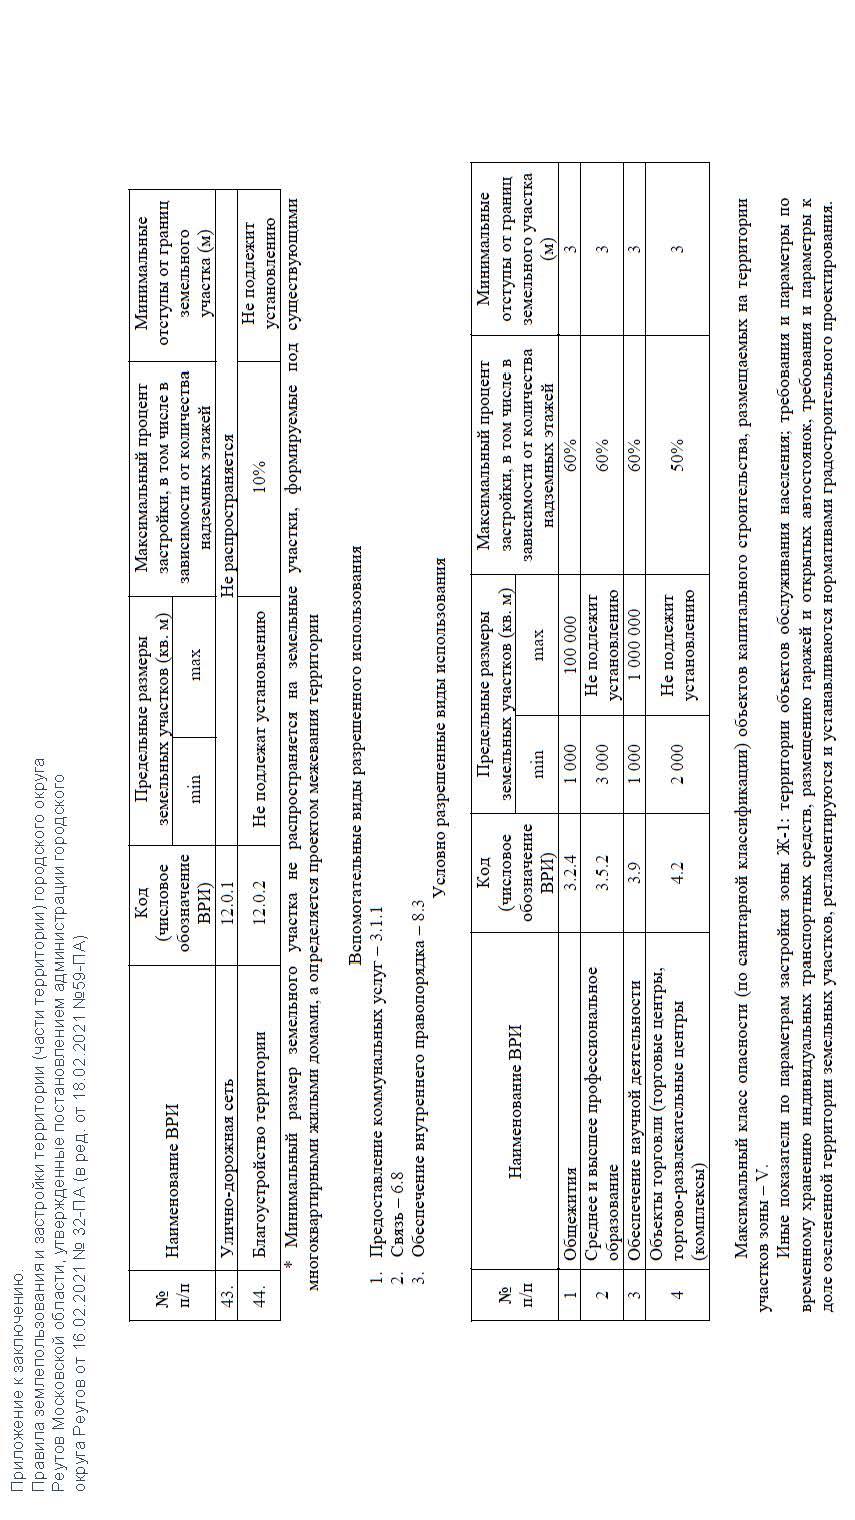 Приложение к заключению.
Правила землепользования и застройки территории (части территории) городского округа
Реутов Московской области, утвержденные постановлением администрации городского
округа Реутов от 16.02.2021 № 32-ПА (в ред. от 18.02.2021 №59-ПА)
№ п/п Наименование ВРИ Код (числовое обозначение ВРИ) Предельные размеры земельных участков (кв. м) Максимальный процент застройки, в том числе в зависимости от количества надземных этажей Минимальные отступы от границ земельного участка (м)
min max
43. Улично-дорожная сеть 12.0.1 Не распространяется
44. Благоустройство территории 12.0.2 Не подлежат установлению 10% Не подлежит установлению
* Минимальный размер земельного участка не распространяется на земельные участки, формируемые под существующими
многоквартирными жилыми домами, а определяется проектом межевания территории
Вспомогательные виды разрешенного использования
1. Предоставление коммунальных услуг – 3.1.1
2. Связь – 6.8
3. Обеспечение внутреннего правопорядка – 8.3
Условно разрешенные виды использования
№ п/п Наименование ВРИ Код (числовое обозначение ВРИ) Предельные размеры земельных участков (кв. м) Максимальный процент застройки, в том числе в зависимости от количества надземных этажей Минимальные отступы от границ земельного участка (м)
min max
1 Общежития 3.2.4 1 000 100 000 60% 3
2 Среднее и высшее профессиональное образование 3.5.2 3 000 Не подлежит установлению 60% 3
3 Обеспечение научной деятельности 3.9 1 000 1 000 000 60% 3
4 Объекты торговли (торговые центры, торгово-развлекательные центры (комплексы) 4.2 2 000 Не подлежит установлению 50% 3
Максимальный класс опасности (по санитарной классификации) объектов капитального строительства, размещаемых на территории
участков зоны – V.
Иные показатели по параметрам застройки зоны Ж-1: территории объектов обслуживания населения; требования и параметры по
временному хранению индивидуальных транспортных средств, размещению гаражей и открытых автостоянок, требования и параметры к
доле озелененной территории земельных участков, регламентируются и устанавливаются нормативами градостроительного проектирования.